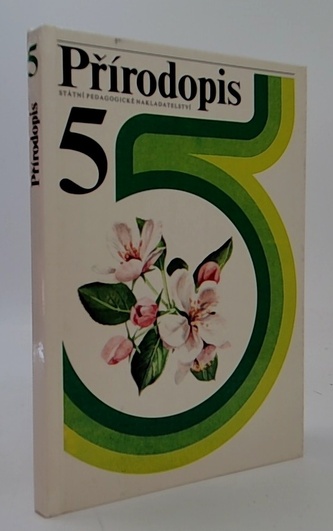 Přírodopis
STÁTNÍ PEDAGOGICKÉ NAKLADATELSTVÍ
5
Přírodopis 5